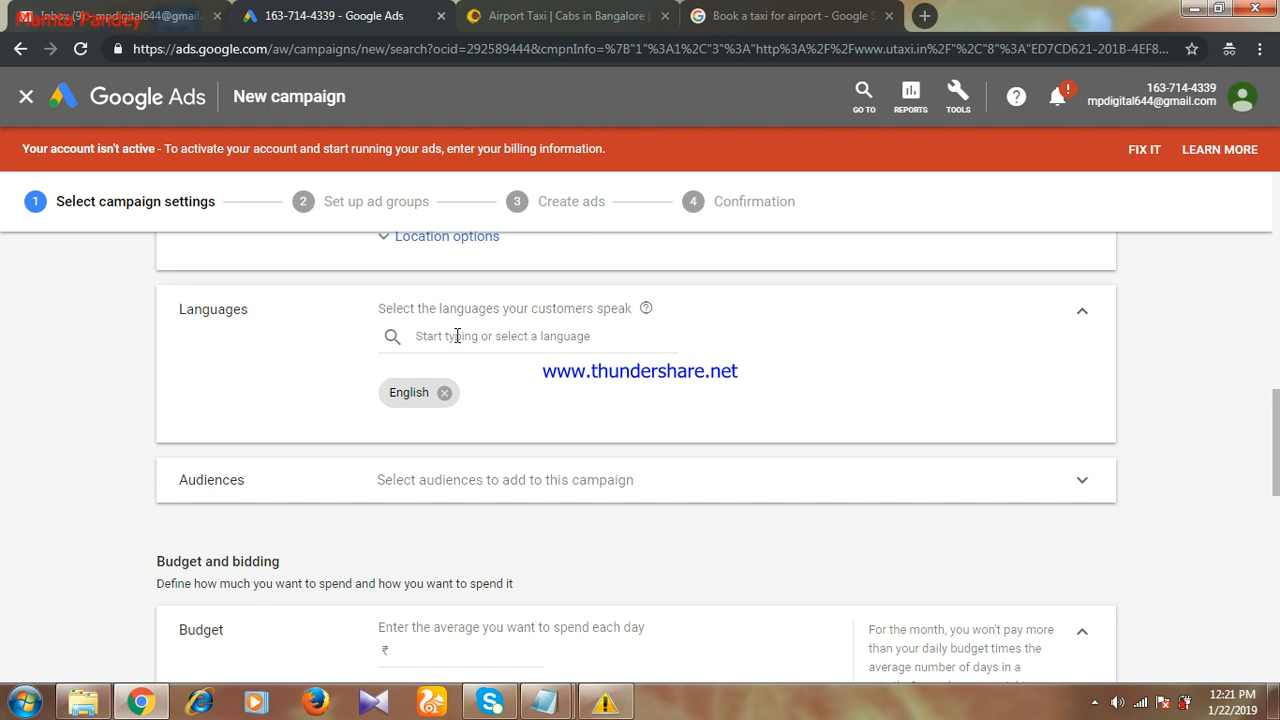 Inbox (9) - mpdigital644@gmail.
163-714-4339 - Google Ads
Airport Taxi | Cabs in Bangalore |
Book a taxi for airport - Google S
Mamta Pandey
https://ads.google.com/aw/campaigns/new/search?ocid=292589444&cmpnInfo=%7B"1"%3A1%2C"3"%3A"http%3A%2F%2Fwww.utaxi.in%2F"%2C"8"%3A"ED7CD621-201B-4EF8...
Google Ads
New campaign
GO TO
REPORTS
TOOLS
!
163-714-4339
mpdigital644@gmail.com
Your account isn't active - To activate your account and start running your ads, enter your billing information.
FIX IT
LEARN MORE
1 Select campaign settings
2 Set up ad groups
3 Create ads
4 Confirmation
Location options
Languages
Select the languages your customers speak
Start typing or select a language
www.thundershare.net
English
Audiences
Select audiences to add to this campaign
Budget and bidding
Define how much you want to spend and how you want to spend it
Budget
Enter the average you want to spend each day
₹
For the month, you won't pay more
than your daily budget times the
average number of days in a
12:21 PM
1/22/2019